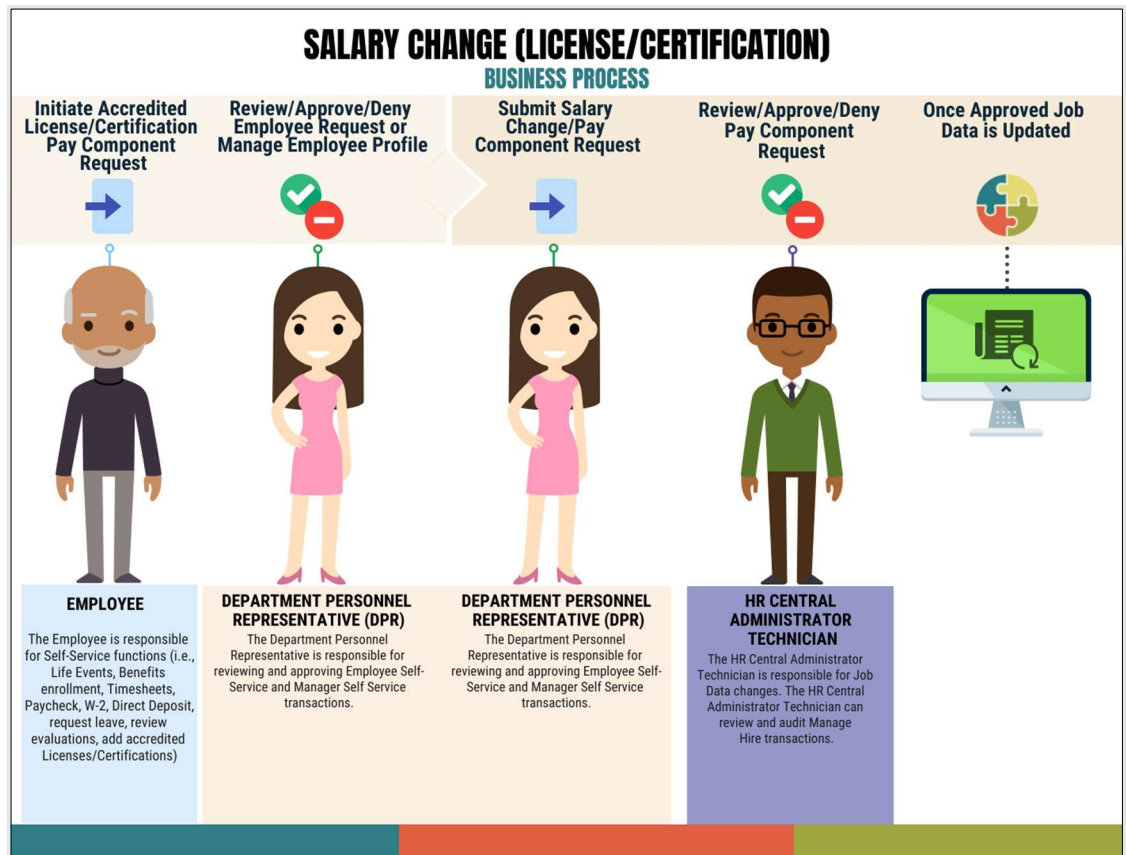 SALARY CHANGE (LICENSE/CERTIFICATION)
BUSINESS PROCESS
Initiate Accredited
License/Certification
Pay Component
Request
Review/Approve/Deny
Employee Request or
Manage Employee Profile
Submit Salary
Change/Pay
Component Request
Review/Approve/Deny
Pay Component
Request
Once Approved Job
Data is Updated
EMPLOYEE
The Employee is responsible
for Self-Service functions (i.e.,
Life Events, Benefits
enrollment, Timesheets,
Paycheck, W-2, Direct Deposit,
request leave, review
evaluations, add accredited
Licenses/Certifications)
DEPARTMENT PERSONNEL
REPRESENTATIVE (DPR)
The Department Personnel
Representative is responsible for
reviewing and approving Employee Self-
Service and Manager Self Service
transactions.
DEPARTMENT PERSONNEL
REPRESENTATIVE (DPR)
The Department Personnel
Representative is responsible for
reviewing and approving Employee Self-
Service and Manager Self Service
transactions.
HR CENTRAL
ADMINISTRATOR
TECHNICIAN
The HR Central Administrator
Technician is responsible for Job
Data changes. The HR Central
Administrator Technician can
review and audit Manage
Hire transactions.